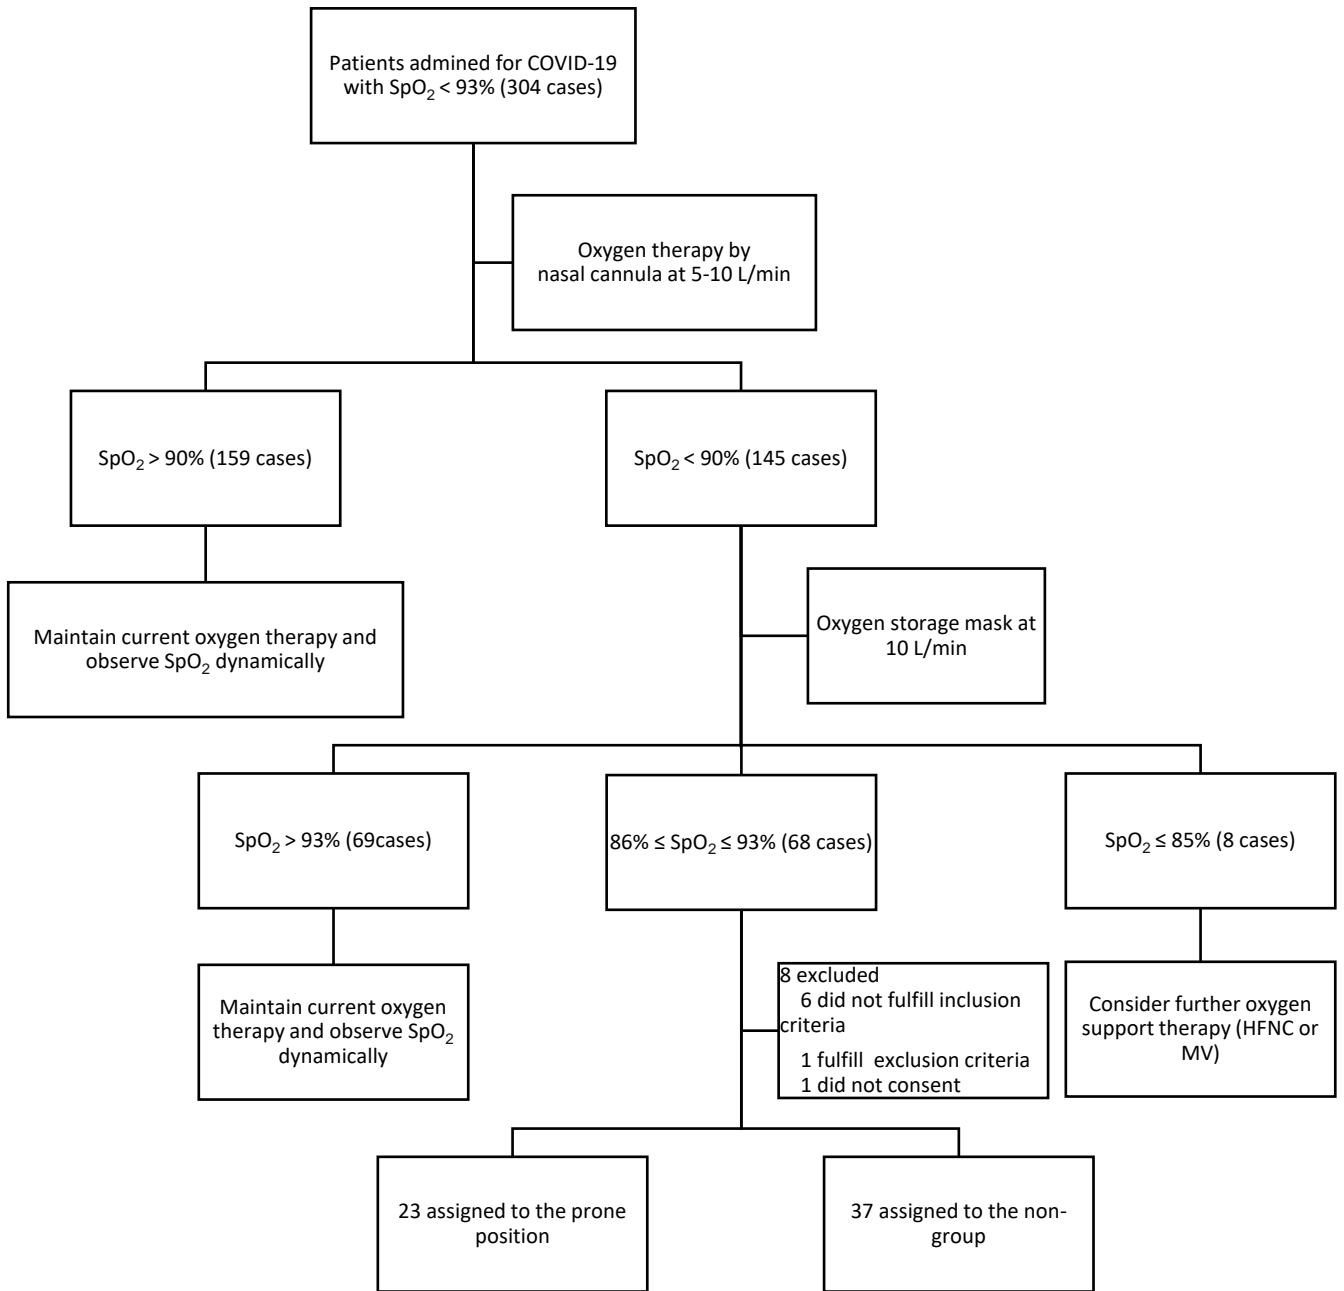 Patients admined for COVID-19
with SpO₂ < 93% (304 cases)
Oxygen therapy by
nasal cannula at 5-10 L/min
SpO₂ > 90% (159 cases)
SpO₂ < 90% (145 cases)
Maintain current oxygen therapy and
observe SpO₂ dynamically
Oxygen storage mask at
10 L/min
SpO₂ > 93% (69cases)
86% ≤ SpO₂ ≤ 93% (68 cases)
SpO₂ ≤ 85% (8 cases)
Maintain current oxygen
therapy and observe SpO₂
dynamically
8 excluded
6 did not fulfill inclusion
criteria
1 fulfill exclusion criteria
1 did not consent
Consider further oxygen
support therapy (HFNC or
MV)
23 assigned to the prone
position
37 assigned to the non-
group